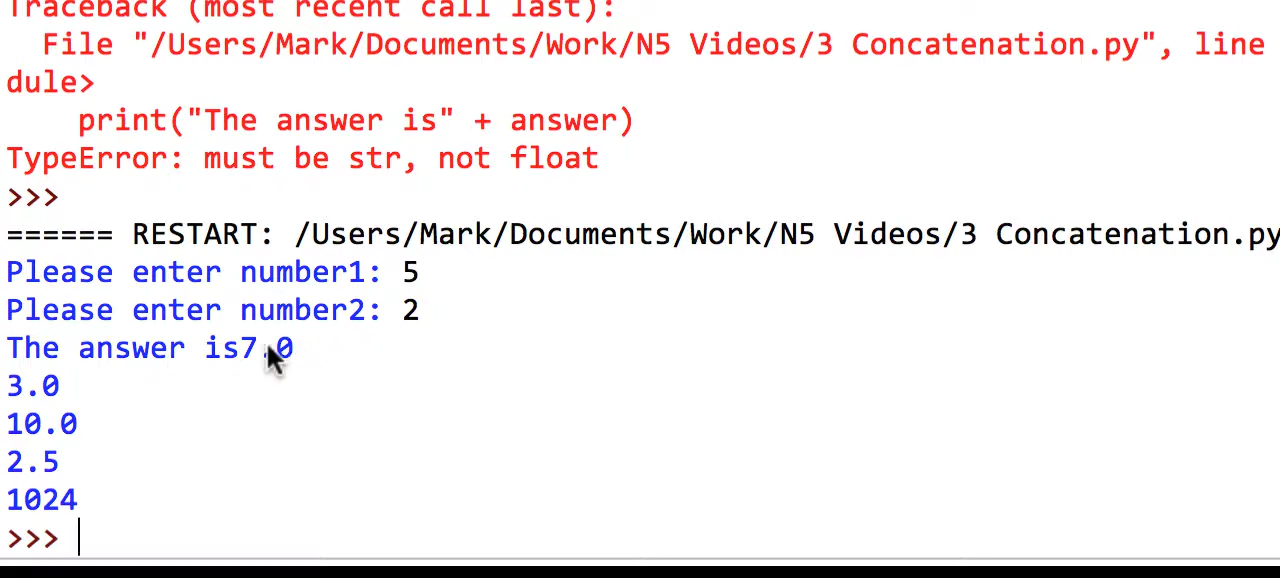 Traceback (most recent call last):
  File "/Users/Mark/Documents/Work/N5 Videos/3 Concatenation.py", line
dule>
    print("The answer is" + answer)
TypeError: must be str, not float
>>>
====== RESTART: /Users/Mark/Documents/Work/N5 Videos/3 Concatenation.py
Please enter number1: 5
Please enter number2: 2
The answer is7.0
3.0
10.0
2.5
1024
>>>